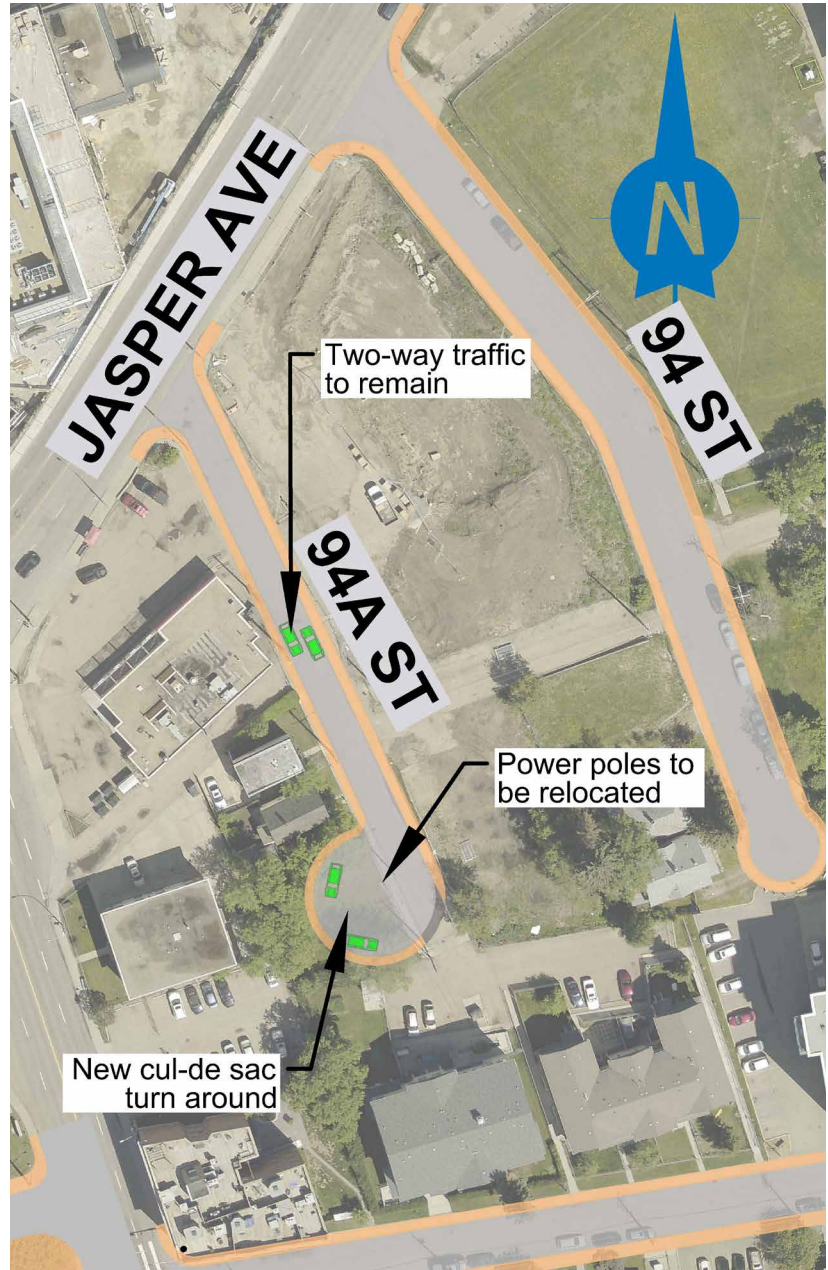 N
JASPER AVE
94 ST
Two-way traffic
to remain
94A ST
Power poles to
be relocated
New cul-de sac
turn around